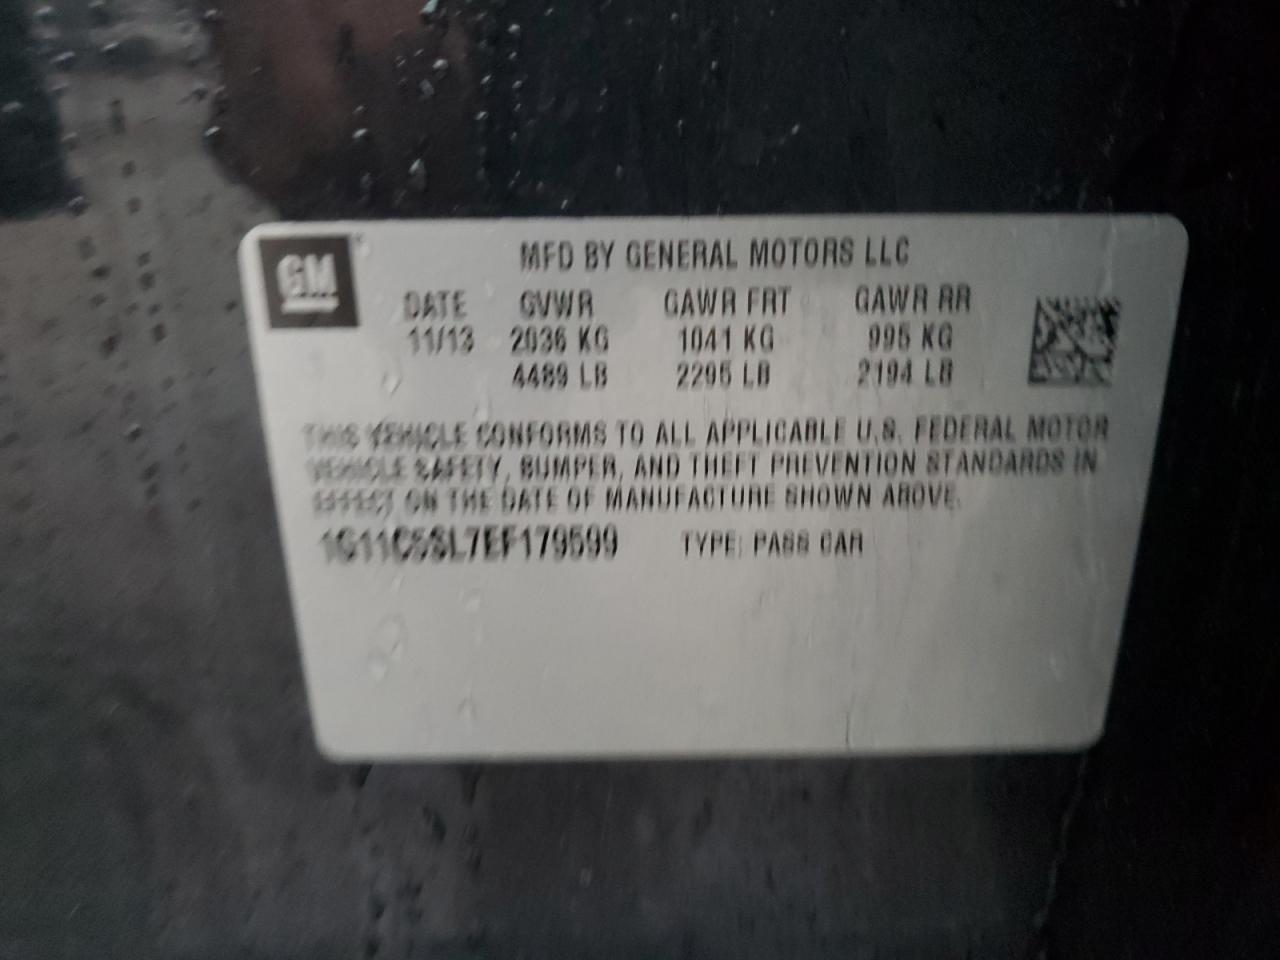 GM
MFD BY GENERAL MOTORS LLC
DATE GVWR GAWR FRT GAWR RR
11/13 2036 KG 1041 KG 995 KG
4489 LB 2295 LB 2194 LB
THIS VEHICLE CONFORMS TO ALL APPLICABLE U.S. FEDERAL MOTOR
VEHICLE SAFETY, BUMPER, AND THEFT PREVENTION STANDARDS IN
EFFECT ON THE DATE OF MANUFACTURE SHOWN ABOVE.
1G11C5SL7EF179599 TYPE: PASS CAR